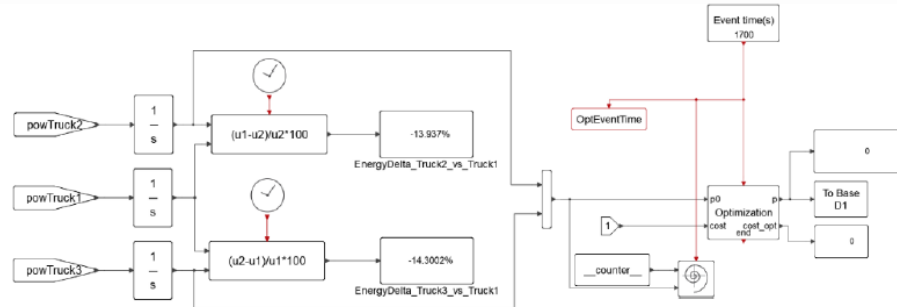 Event time(s)
1700
OptEventTime
powTruck2
1
s
(u1-u2)/u2*100
-13.937%
EnergyDelta_Truck2_vs_Truck1
0
powTruck1
1
s
p0
p
Optimization
cost
cost_opt
end
To Base
D1
1
0
powTruck3
1
s
(u2-u1)/u1*100
-14.3002%
EnergyDelta_Truck3_vs_Truck1
__counter__